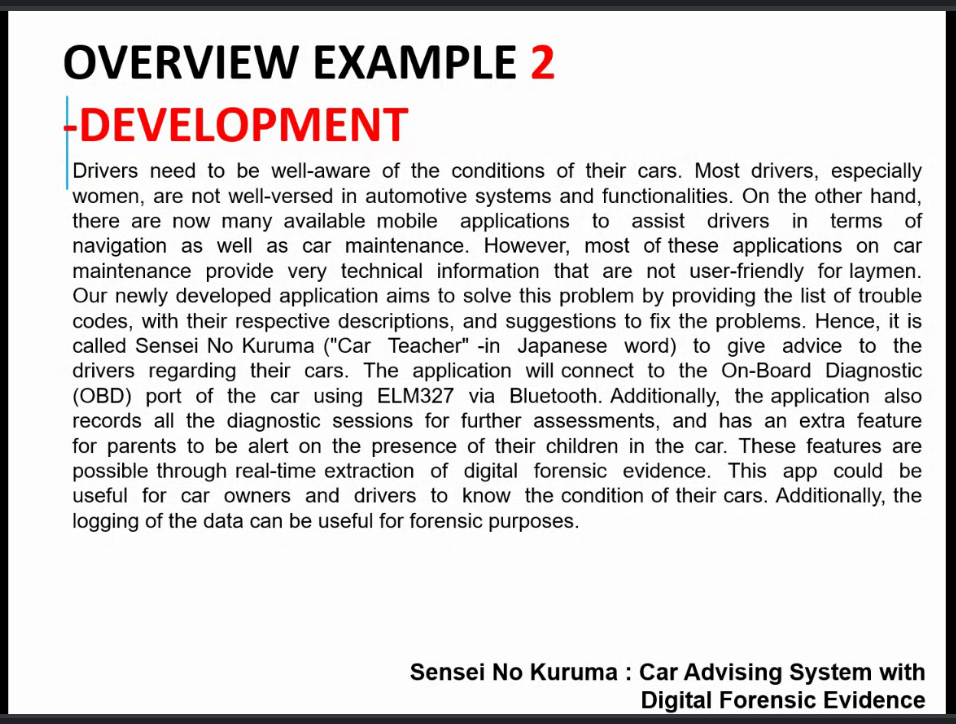 OVERVIEW EXAMPLE 2
-DEVELOPMENT
Drivers need to be well-aware of the conditions of their cars. Most drivers, especially
women, are not well-versed in automotive systems and functionalities. On the other hand,
there are now many available mobile applications to assist drivers in terms of
navigation as well as car maintenance. However, most of these applications on car
maintenance provide very technical information that are not user-friendly for laymen.
Our newly developed application aims to solve this problem by providing the list of trouble
codes, with their respective descriptions, and suggestions to fix the problems. Hence, it is
called Sensei No Kuruma ("Car Teacher" -in Japanese word) to give advice to the
drivers regarding their cars. The application will connect to the On-Board Diagnostic
(OBD) port of the car using ELM327 via Bluetooth. Additionally, the application also
records all the diagnostic sessions for further assessments, and has an extra feature
for parents to be alert on the presence of their children in the car. These features are
possible through real-time extraction of digital forensic evidence. This app could be
useful for car owners and drivers to know the condition of their cars. Additionally, the
logging of the data can be useful for forensic purposes.
Sensei No Kuruma : Car Advising System with
Digital Forensic Evidence